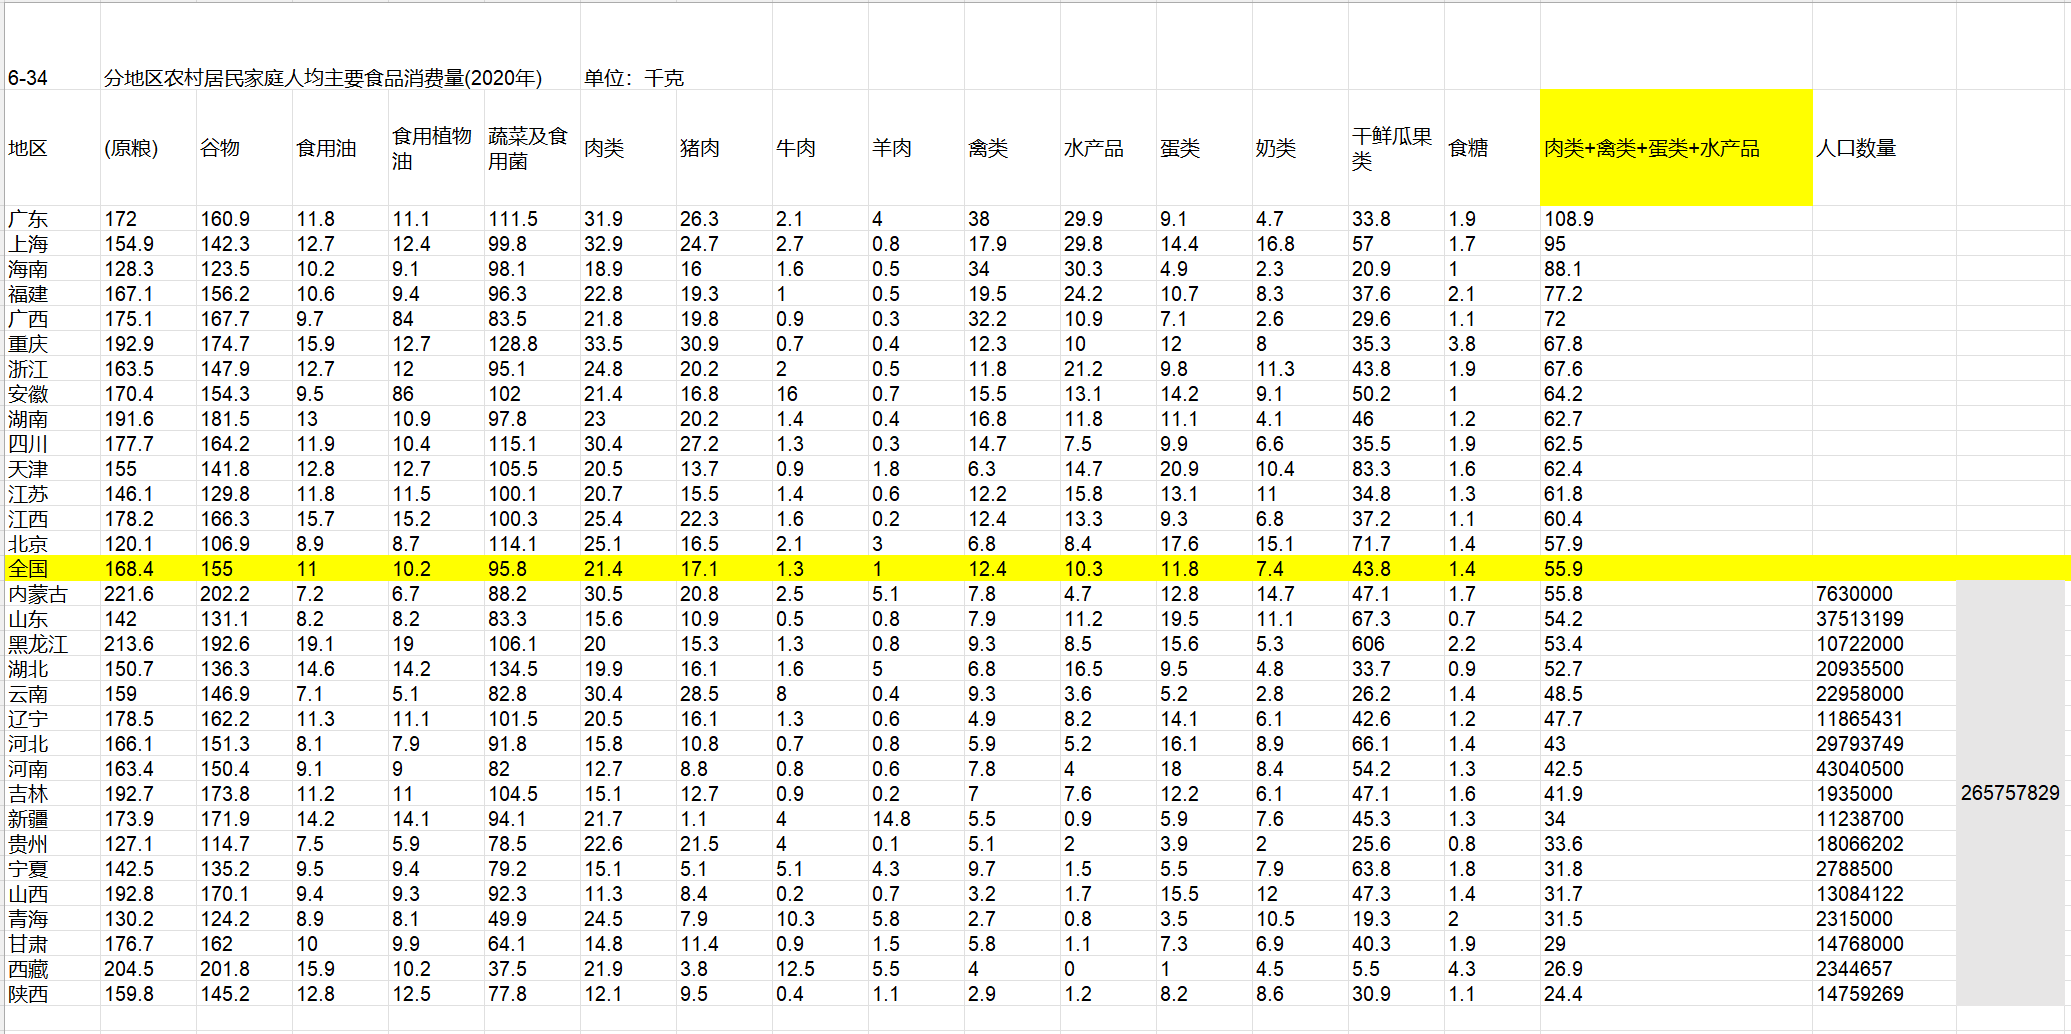 6-34 分地区农村居民家庭人均主要食品消费量(2020年) 单位：千克
地区 (原粮) 谷物 食用油 食用植物油 蔬菜及食用菌 肉类 猪肉 牛肉 羊肉 禽类 水产品 蛋类 奶类 干鲜瓜果类 食糖 肉类+禽类+蛋类+水产品 人口数量
广东 172 160.9 11.8 11.1 111.5 31.9 26.3 2.1 4 38 29.9 9.1 4.7 33.8 1.9 108.9
上海 154.9 142.3 12.7 12.4 99.8 32.9 24.7 2.7 0.8 17.9 29.8 14.4 16.8 57 1.7 95
海南 128.3 123.5 10.2 9.1 98.1 18.9 16 1.6 0.5 34 30.3 4.9 2.3 20.9 1 88.1
福建 167.1 156.2 10.6 9.4 96.3 22.8 19.3 1 0.5 19.5 24.2 10.7 8.3 37.6 2.1 77.2
广西 175.1 167.7 9.7 84 83.5 21.8 19.8 0.9 0.3 32.2 10.9 7.1 2.6 29.6 1.1 72
重庆 192.9 174.7 15.9 12.7 128.8 33.5 30.9 0.7 0.4 12.3 10 12 8 35.3 3.8 67.8
浙江 163.5 147.9 12.7 12 95.1 24.8 20.2 2 0.5 11.8 21.2 9.8 11.3 43.8 1.9 67.6
安徽 170.4 154.3 9.5 86 102 21.4 16.8 16 0.7 15.5 13.1 14.2 9.1 50.2 1 64.2
湖南 191.6 181.5 13 10.9 97.8 23 20.2 1.4 0.4 16.8 11.8 11.1 4.1 46 1.2 62.7
四川 177.7 164.2 11.9 10.4 115.1 30.4 27.2 1.3 0.3 14.7 7.5 9.9 6.6 35.5 1.9 62.5
天津 155 141.8 12.8 12.7 105.5 20.5 13.7 0.9 1.8 6.3 14.7 20.9 10.4 83.3 1.6 62.4
江苏 146.1 129.8 11.8 11.5 100.1 20.7 15.5 1.4 0.6 12.2 15.8 13.1 11 34.8 1.3 61.8
江西 178.2 166.3 15.7 15.2 100.3 25.4 22.3 1.6 0.2 12.4 13.3 9.3 6.8 37.2 1.1 60.4
北京 120.1 106.9 8.9 8.7 114.1 25.1 16.5 2.1 3 6.8 8.4 17.6 15.1 71.7 1.4 57.9
全国 168.4 155 11 10.2 95.8 21.4 17.1 1.3 1 12.4 10.3 11.8 7.4 43.8 1.4 55.9
内蒙古 221.6 202.2 7.2 6.7 88.2 30.5 20.8 2.5 5.1 7.8 4.7 12.8 14.7 47.1 1.7 55.8 7630000
山东 142 131.1 8.2 8.2 83.3 15.6 10.9 0.5 0.8 7.9 11.2 19.5 11.1 67.3 0.7 54.2 37513199
黑龙江 213.6 192.6 19.1 19 106.1 20 15.3 1.3 0.8 9.3 8.5 15.6 5.3 606 2.2 53.4 10722000
湖北 150.7 136.3 14.6 14.2 134.5 19.9 16.1 1.6 5 6.8 16.5 9.5 4.8 33.7 0.9 52.7 20935500
云南 159 146.9 7.1 5.1 82.8 30.4 28.5 8 0.4 9.3 3.6 5.2 2.8 26.2 1.4 48.5 22958000
辽宁 178.5 162.2 11.3 11.1 101.5 20.5 16.1 1.3 0.6 4.9 8.2 14.1 6.1 42.6 1.2 47.7 11865431
河北 166.1 151.3 8.1 7.9 91.8 15.8 10.8 0.7 0.8 5.9 5.2 16.1 8.9 66.1 1.4 43 29793749
河南 163.4 150.4 9.1 9 82 12.7 8.8 0.8 0.6 7.8 4 18 8.4 54.2 1.3 42.5 43040500
吉林 192.7 173.8 11.2 11 104.5 15.1 12.7 0.9 0.2 7 7.6 12.2 6.1 47.1 1.6 41.9 1935000 265757829
新疆 173.9 171.9 14.2 14.1 94.1 21.7 1.1 4 14.8 5.5 0.9 5.9 7.6 45.3 1.3 34 11238700
贵州 127.1 114.7 7.5 5.9 78.5 22.6 21.5 4 0.1 5.1 2 3.9 2 25.6 0.8 33.6 18066202
宁夏 142.5 135.2 9.5 9.4 79.2 15.1 5.1 5.1 4.3 9.7 1.5 5.5 7.9 63.8 1.8 31.8 2788500
山西 192.8 170.1 9.4 9.3 92.3 11.3 8.4 0.2 0.7 3.2 1.7 15.5 12 47.3 1.4 31.7 13084122
青海 130.2 124.2 8.9 8.1 49.9 24.5 7.9 10.3 5.8 2.7 0.8 3.5 10.5 19.3 2 31.5 2315000
甘肃 176.7 162 10 9.9 64.1 14.8 11.4 0.9 1.5 5.8 1.1 7.3 6.9 40.3 1.9 29 14768000
西藏 204.5 201.8 15.9 10.2 37.5 21.9 3.8 12.5 5.5 4 0 1 4.5 5.5 4.3 26.9 2344657
陕西 159.8 145.2 12.8 12.5 77.8 12.1 9.5 0.4 1.1 2.9 1.2 8.2 8.6 30.9 1.1 24.4 14759269